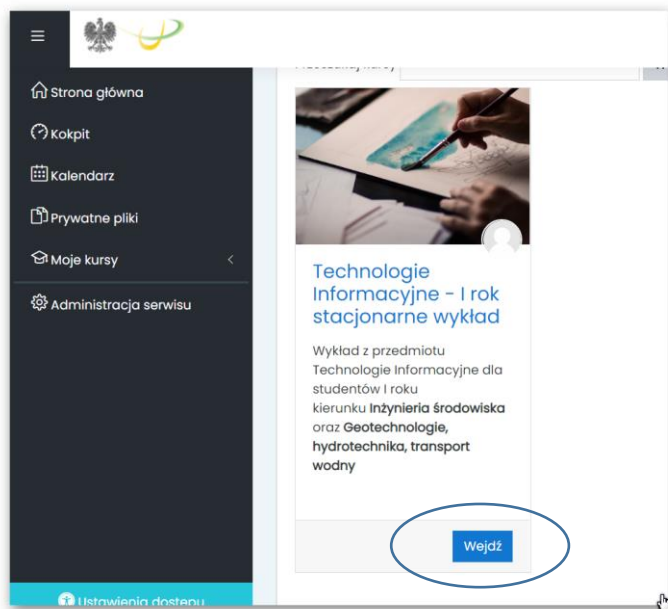 Strona główna
Kokpit
Kalendarz
Prywatne pliki
Moje kursy
Administracja serwisu
Ustawienia dostępu
Technologie
Informacyjne - I rok
stacjonarne wykład
Wykład z przedmiotu
Technologie Informacyjne dla
studentów I roku
kierunku Inżynieria środowiska
oraz Geotechnologie,
hydrotechnika, transport
wodny
Wejdź